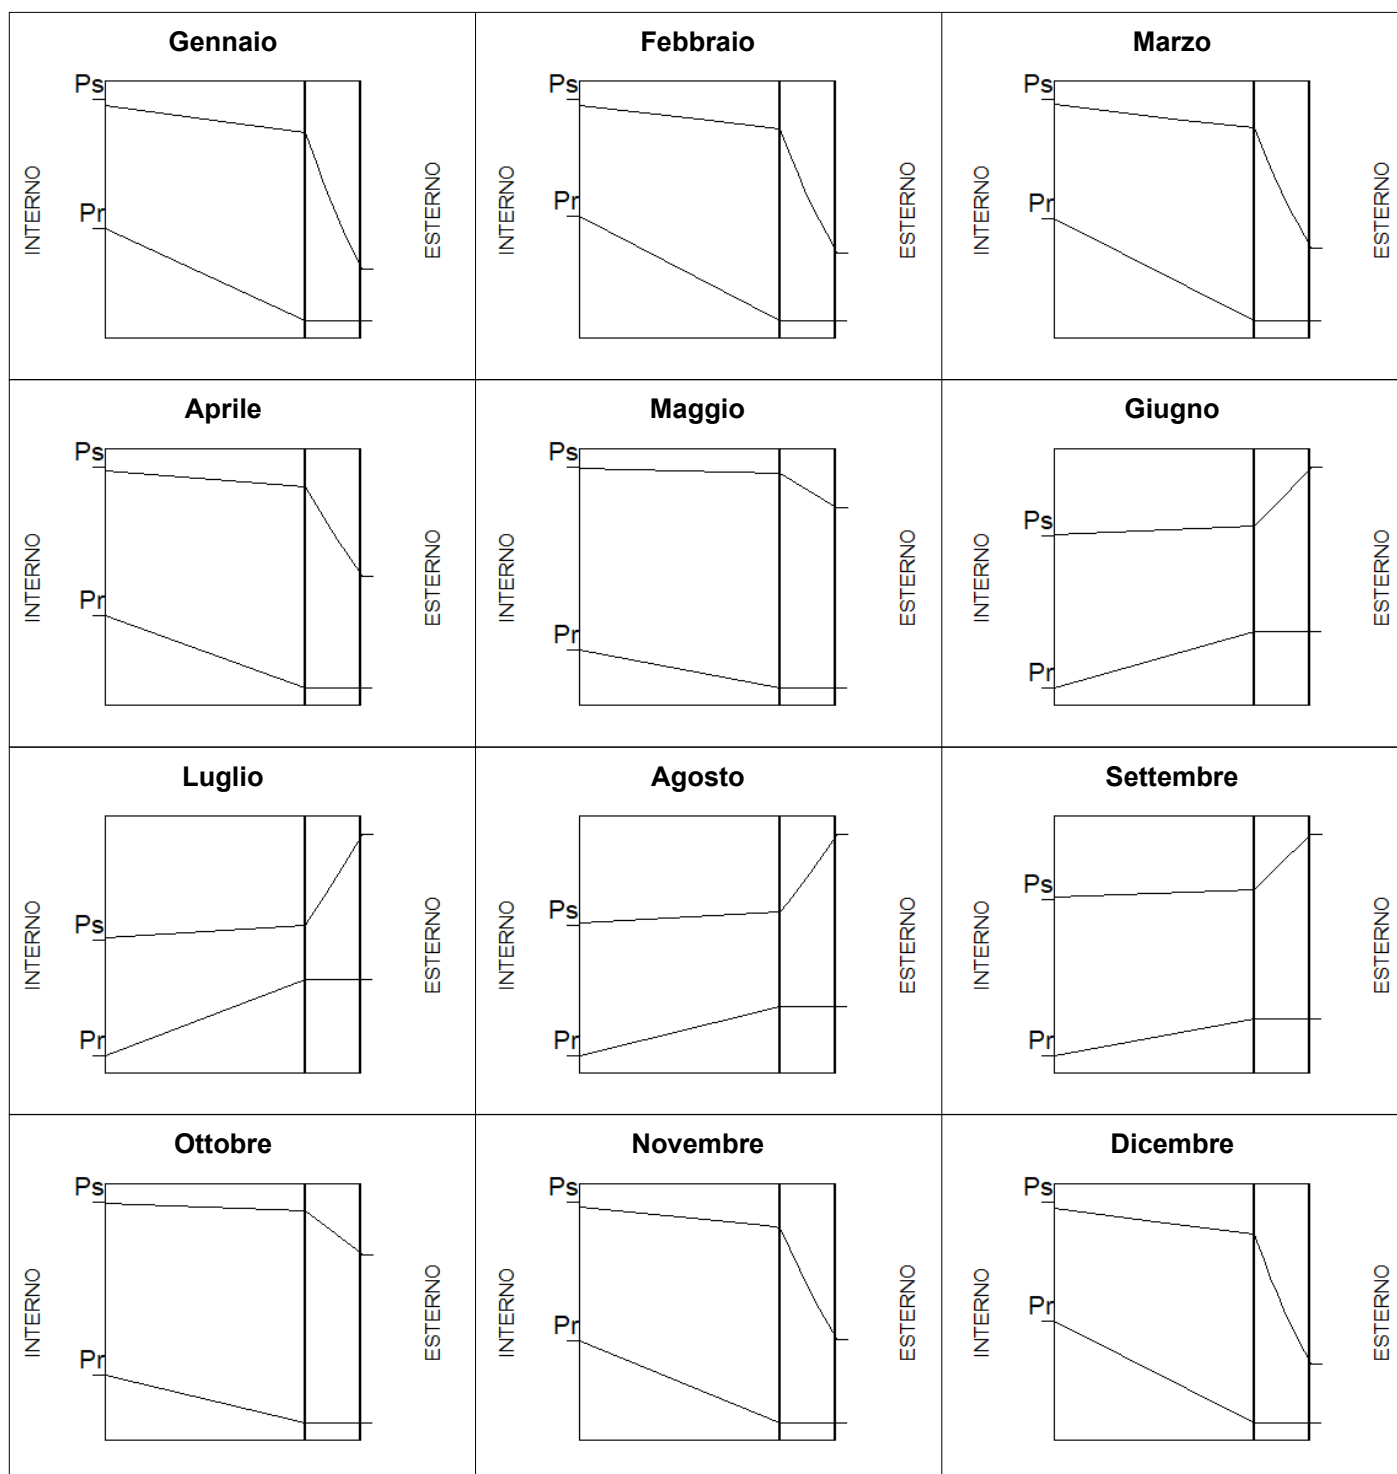 Gennaio
Ps
Pr
INTERNO
ESTERNO
Febbraio
Ps
Pr
INTERNO
ESTERNO
Marzo
Ps
Pr
INTERNO
ESTERNO
Aprile
Ps
Pr
INTERNO
ESTERNO
Maggio
Ps
Pr
INTERNO
ESTERNO
Giugno
Ps
Pr
INTERNO
ESTERNO
Luglio
Ps
Pr
INTERNO
ESTERNO
Agosto
Ps
Pr
INTERNO
ESTERNO
Settembre
Ps
Pr
INTERNO
ESTERNO
Ottobre
Ps
Pr
INTERNO
ESTERNO
Novembre
Ps
Pr
INTERNO
ESTERNO
Dicembre
Ps
Pr
INTERNO
ESTERNO